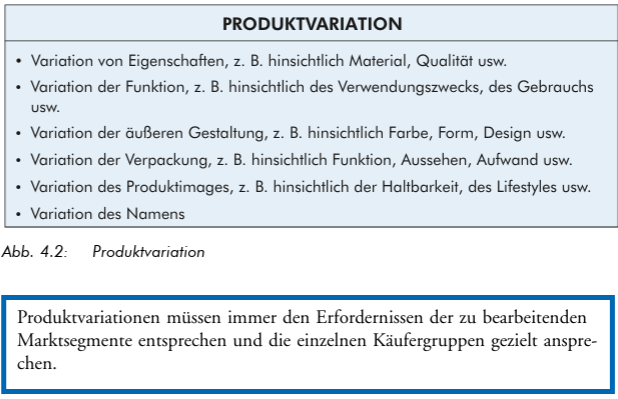 PRODUKTVARIATION
• Variation von Eigenschaften, z. B. hinsichtlich Material, Qualität usw.
• Variation der Funktion, z. B. hinsichtlich des Verwendungszwecks, des Gebrauchs
usw.
• Variation der äußeren Gestaltung, z. B. hinsichtlich Farbe, Form, Design usw.
• Variation der Verpackung, z. B. hinsichtlich Funktion, Aussehen, Aufwand usw.
• Variation des Produktimages, z. B. hinsichtlich der Haltbarkeit, des Lifestyles usw.
• Variation des Namens
Abb. 4.2: Produktvariation
Produktvariationen müssen immer den Erfordernissen der zu bearbeitenden
Marktsegmente entsprechen und die einzelnen Käufergruppen gezielt anspre-
chen.